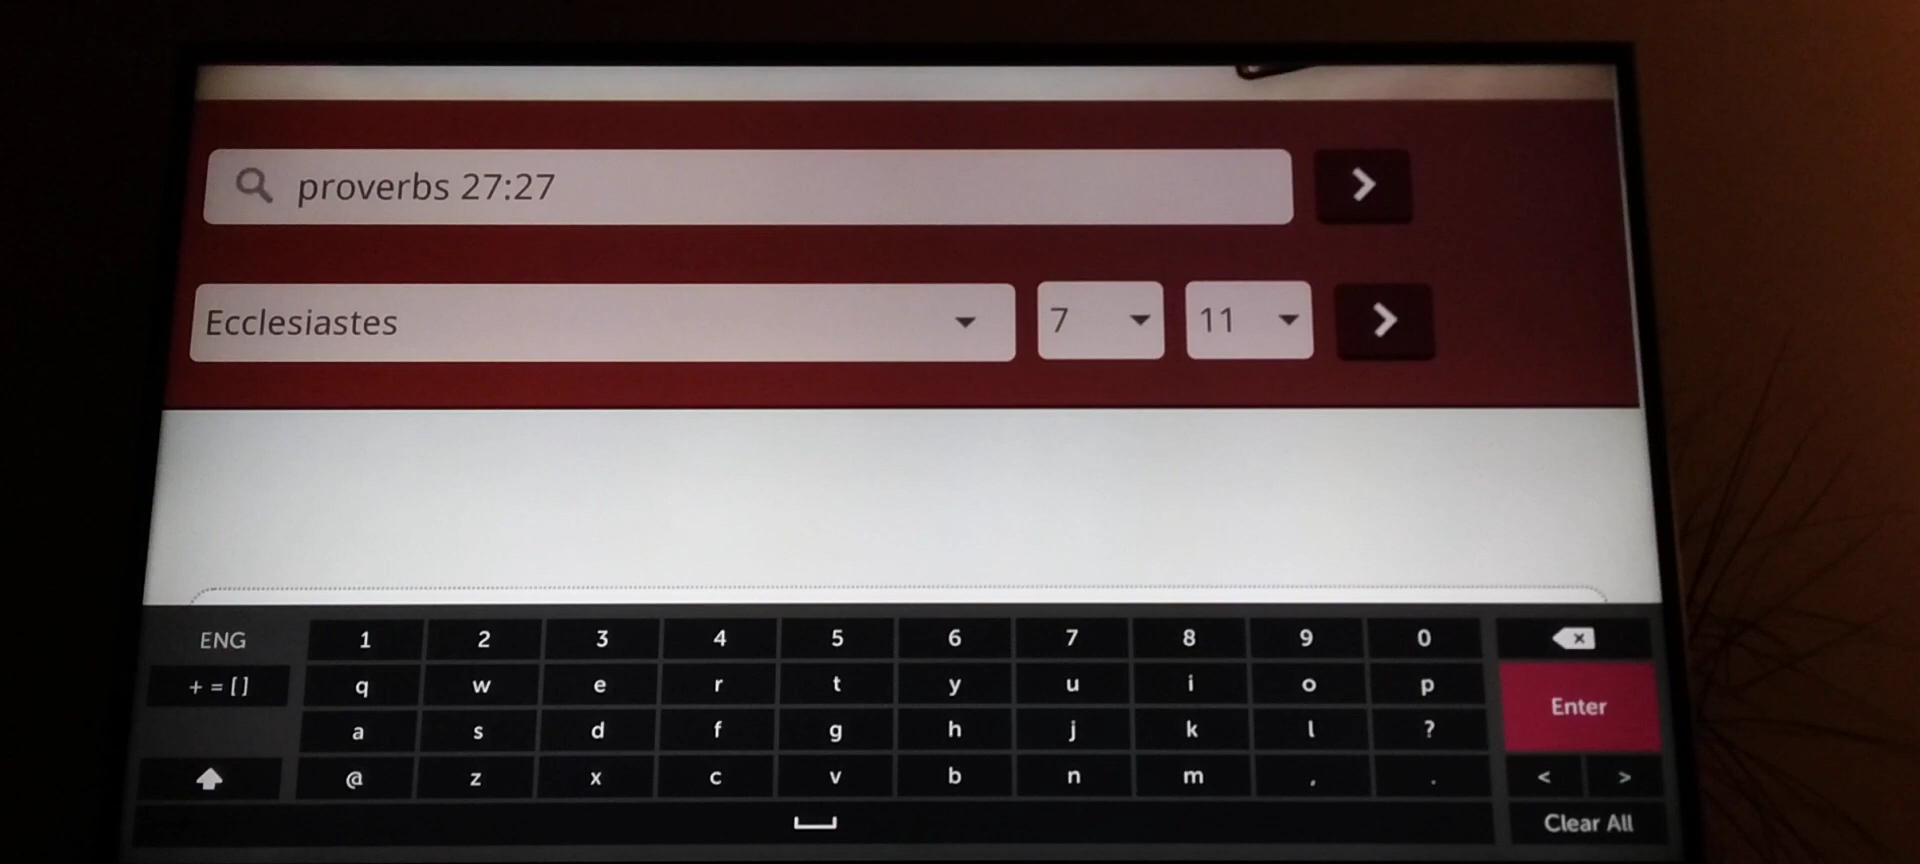 proverbs 27:27
Ecclesiastes 7 11
ENG 1 2 3 4 5 6 7 8 9 0
+ = [ ] q w e r t y u i o p Enter
a s d f g h j k l ?
@ z x c v b n m , . < >
Clear All